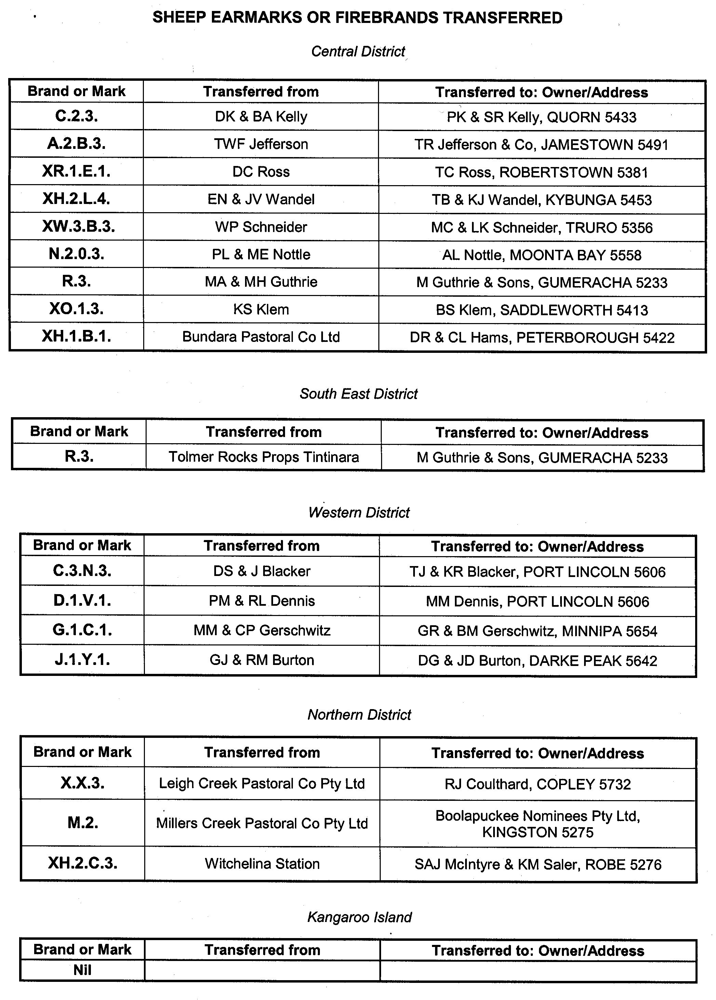 SHEEP EARMARKS OR FIREBRANDS TRANSFERRED
Central District
Brand or Mark Transferred from Transferred to: Owner/Address
C.2.3. DK & BA Kelly PK & SR Kelly, QUORN 5433
A.2.B.3. TWF Jefferson TR Jefferson & Co, JAMESTOWN 5491
XR.1.E.1. DC Ross TC Ross, ROBERTSTOWN 5381
XH.2.L.4. EN & JV Wandel TB & KJ Wandel, KYBUNGA 5453
XW.3.B.3. WP Schneider MC & LK Schneider, TRURO 5356
N.2.0.3. PL & ME Nottle AL Nottle, MOONTA BAY 5558
R.3. MA & MH Guthrie M Guthrie & Sons, GUMERACHA 5233
XO.1.3. KS Klem BS Klem, SADDLEWORTH 5413
XH.1.B.1. Bundara Pastoral Co Ltd DR & CL Hams, PETERBOROUGH 5422
South East District
Brand or Mark Transferred from Transferred to: Owner/Address
R.3. Tolmer Rocks Props Tintinara M Guthrie & Sons, GUMERACHA 5233
Western District
Brand or Mark Transferred from Transferred to: Owner/Address
C.3.N.3. DS & J Blacker TJ & KR Blacker, PORT LINCOLN 5606
D.1.V.1. PM & RL Dennis MM Dennis, PORT LINCOLN 5606
G.1.C.1. MM & CP Gerschwitz GR & BM Gerschwitz, MINNIPA 5654
J.1.Y.1. GJ & RM Burton DG & JD Burton, DARKE PEAK 5642
Northern District
Brand or Mark Transferred from Transferred to: Owner/Address
X.X.3. Leigh Creek Pastoral Co Pty Ltd RJ Coulthard, COPLEY 5732
M.2. Millers Creek Pastoral Co Pty Ltd Boolapuckee Nominees Pty Ltd,
KINGSTON 5275
XH.2.C.3. Witchelina Station SAJ McIntyre & KM Saler, ROBE 5276
Kangaroo Island
Brand or Mark Transferred from Transferred to: Owner/Address
Nil